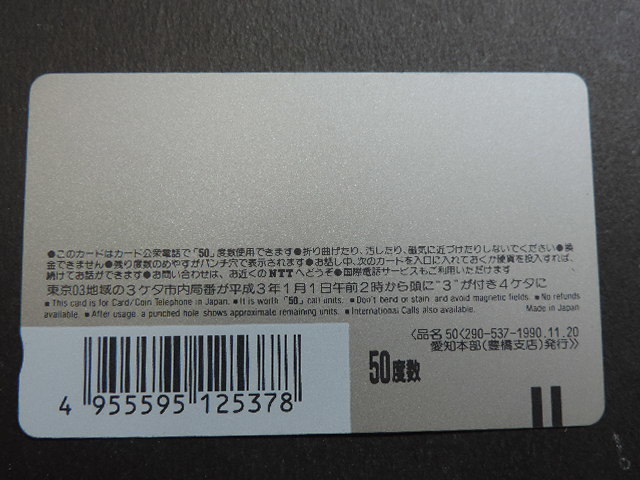 ●このカードはカード公衆電話で「50」度数使用できます●折り曲げたり、汚したり、磁気に近づけたりしないでください●換
金できません●残り度数のめやすがパンチ穴で表示されます●お話し中、次のカードを入口に入れておくか硬貨を投入すれば、
続けてお話ができます●お問い合わせは、お近くのNTTへどうぞ●国際電話サービスもご利用いただけます
東京03地域の3ケタ市内局番が平成3年1月1日午前2時から頭に"3"が付き4ケタに
■This card is for Card/Coin Telephone in Japan. ■It is worth「50」call units. ■Don't bend or stain, and avoid magnetic fields. ■No refunds
available. ■After usage, a punched hole shows approximate remaining units. ■International Calls also available. Made in Japan
《品名 50〈290-537-1990.11.20
愛知本部(豊橋支店)発行》
50度数
4 955595 125378